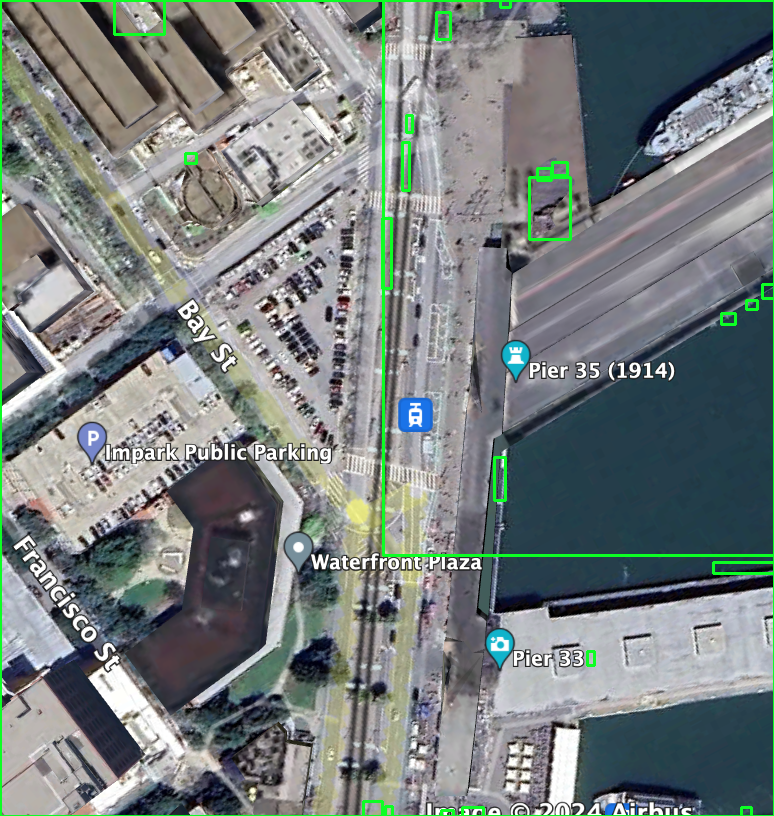 Bay St
Pier 35 (1914)
P
Impark Public Parking
Francisco St
Waterfront Plaza
Pier 33
Image © 2024 Airbus